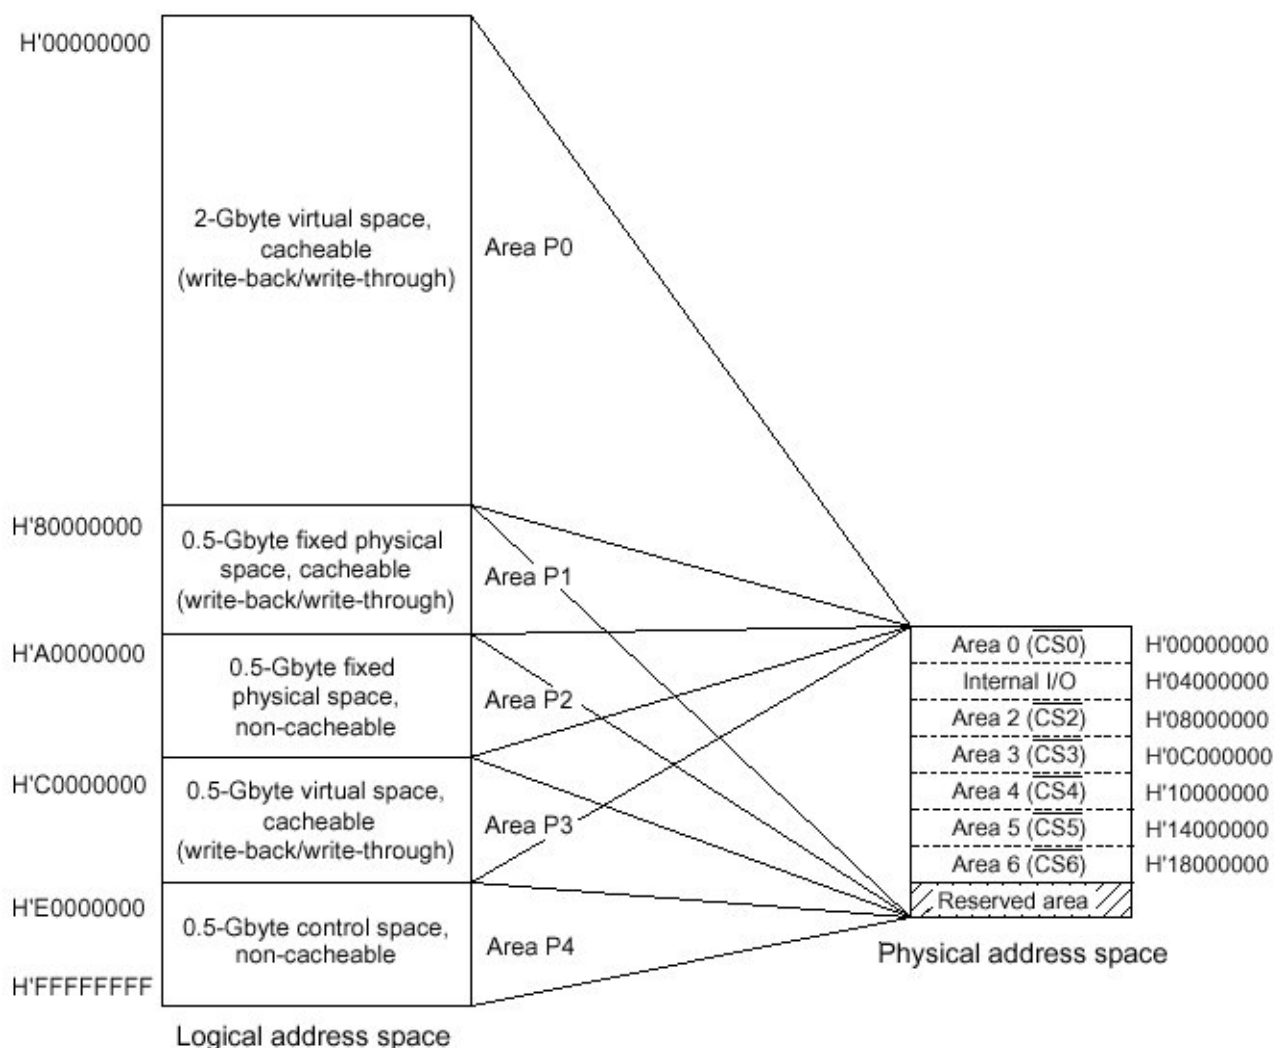 H'00000000
2-Gbyte virtual space,
cacheable
(write-back/write-through)
Area P0
H'80000000
0.5-Gbyte fixed physical
space, cacheable
(write-back/write-through)
Area P1
H'A0000000
0.5-Gbyte fixed
physical space,
non-cacheable
Area P2
H'C0000000
0.5-Gbyte virtual space,
cacheable
(write-back/write-through)
Area P3
H'E0000000
0.5-Gbyte control space,
non-cacheable
Area P4
H'FFFFFFFF
Logical address space
Area 0 (CS0) H'00000000
Internal I/O H'04000000
Area 2 (CS2) H'08000000
Area 3 (CS3) H'0C000000
Area 4 (CS4) H'10000000
Area 5 (CS5) H'14000000
Area 6 (CS6) H'18000000
Reserved area
Physical address space